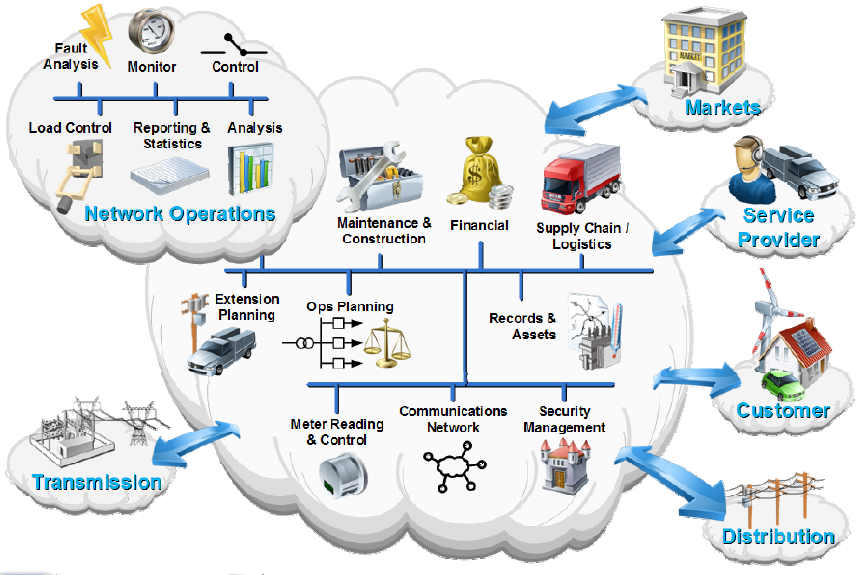 Fault
Analysis
Monitor
Control
Load Control
Reporting &
Statistics
Analysis
Network Operations
MARKET
Markets
Maintenance &
Construction
Financial
Supply Chain /
Logistics
Service
Provider
Extension
Planning
Ops Planning
Records &
Assets
Customer
Meter Reading
& Control
Communications
Network
Security
Management
Transmission
Distribution